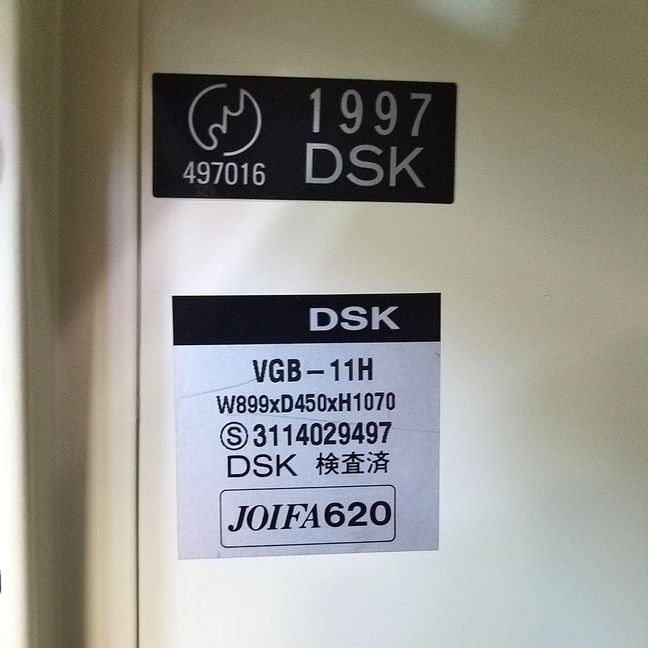 1997
497016 DSK
DSK
VGB-11H
W899xD450xH1070
Ⓢ3114029497
DSK 検査済
JOIFA620